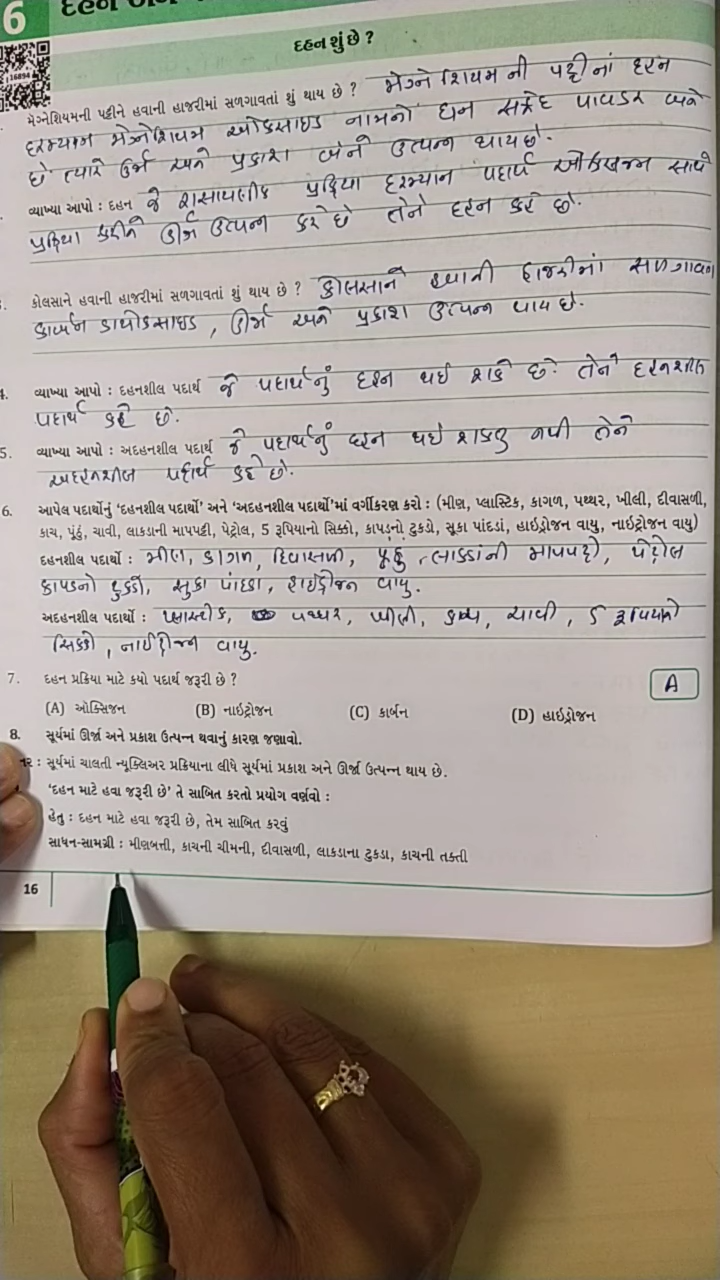 6
દહન
16894
દહન શું છે ?
મેગ્નેશિયમની પટ્ટીને હવાની હાજરીમાં સળગાવતાં શું થાય છે ? મેગ્નેશિયમ ની પટ્ટીનાં દહન
દરમ્યાન મેગ્નેશિયમ ઓક્સાઇડ નામનો ઘન સફેદ પાવડર બને
છે ત્યારે ઉર્જા અને પ્રકાશ બંને ઉત્પન્ન થાય છે.
વ્યાખ્યા આપો : દહન જે રાસાયણીક પ્રક્રિયા દરમ્યાન પદાર્થ ઓક્સિજન સાથે
પ્રક્રિયા કરીને ઊર્જા ઉત્પન્ન કરે છે તેને દહન કહે છે.
કોલસાને હવાની હાજરીમાં સળગાવતાં શું થાય છે ? કોલસાને હવાની હાજરીમાં સળગાવતા
કાર્બન ડાયોક્સાઇડ , ઊર્જા અને પ્રકાશ ઉત્પન્ન થાય છે.
4. વ્યાખ્યા આપો : દહનશીલ પદાર્થ જે પદાર્થનું દહન થઈ શકે છે. તેને દહનશીલ
પદાર્થ કહે છે.
5. વ્યાખ્યા આપો : અદહનશીલ પદાર્થ જે પદાર્થનું દહન થઈ શકતુ નથી તેને
અદહનશીલ પદાર્થ કહે છે.
6. આપેલ પદાર્થોનું ‘દહનશીલ પદાર્થો’ અને ‘અદહનશીલ પદાર્થો’માં વર્ગીકરણ કરો : (મીણ, પ્લાસ્ટિક, કાગળ, પથ્થર, ખીલી, દીવાસળી,
કાચ, પૂંઠું, ચાવી, લાકડાની માપપટ્ટી, પેટ્રોલ, 5 રૂપિયાનો સિક્કો, કાપડનો ટુકડો, સૂકા પાંદડાં, હાઇડ્રોજન વાયુ, નાઇટ્રોજન વાયુ)
દહનશીલ પદાર્થો : મીણ, કાગળ, દિવાસળી, પૂઠું, લાકડાંની માપપટ્ટી, પેટ્રોલ
કાપડનો ટુકડો, સુકા પાંદડા, હાઇડ્રોજન વાયુ.
અદહનશીલ પદાર્થો : પ્લાસ્ટીક, પથ્થર, ખીલી, કાચ, ચાવી, 5 રૂપિયાનો
સિક્કો, નાઈટ્રોજન વાયુ.
7. દહન પ્રક્રિયા માટે કયો પદાર્થ જરૂરી છે ? A
(A) ઓક્સિજન (B) નાઇટ્રોજન (C) કાર્બન (D) હાઇડ્રોજન
8. સૂર્યમાં ઊર્જા અને પ્રકાશ ઉત્પન્ન થવાનું કારણ જણાવો.
: સૂર્યમાં ચાલતી ન્યૂક્લિઅર પ્રક્રિયાના લીધે સૂર્યમાં પ્રકાશ અને ઊર્જા ઉત્પન્ન થાય છે.
‘દહન માટે હવા જરૂરી છે’ તે સાબિત કરતો પ્રયોગ વર્ણવો :
હેતુ : દહન માટે હવા જરૂરી છે, તેમ સાબિત કરવું
સાધન-સામગ્રી : મીણબત્તી, કાચની ચીમની, દીવાસળી, લાકડાના ટુકડા, કાચની તક્તી
16